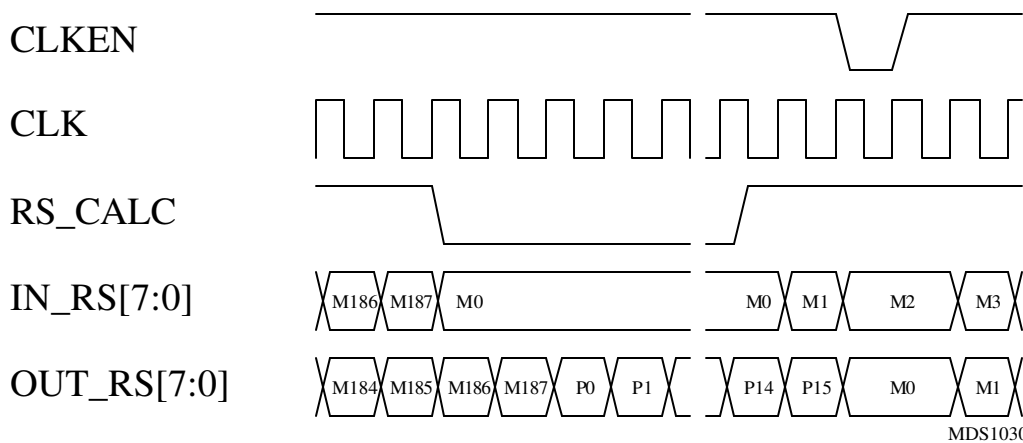 CLKEN
CLK
RS_CALC
IN_RS[7:0] M186 M187 M0 M0 M1 M2 M3
OUT_RS[7:0] M184 M185 M186 M187 P0 P1 P14 P15 M0 M1
MDS1030